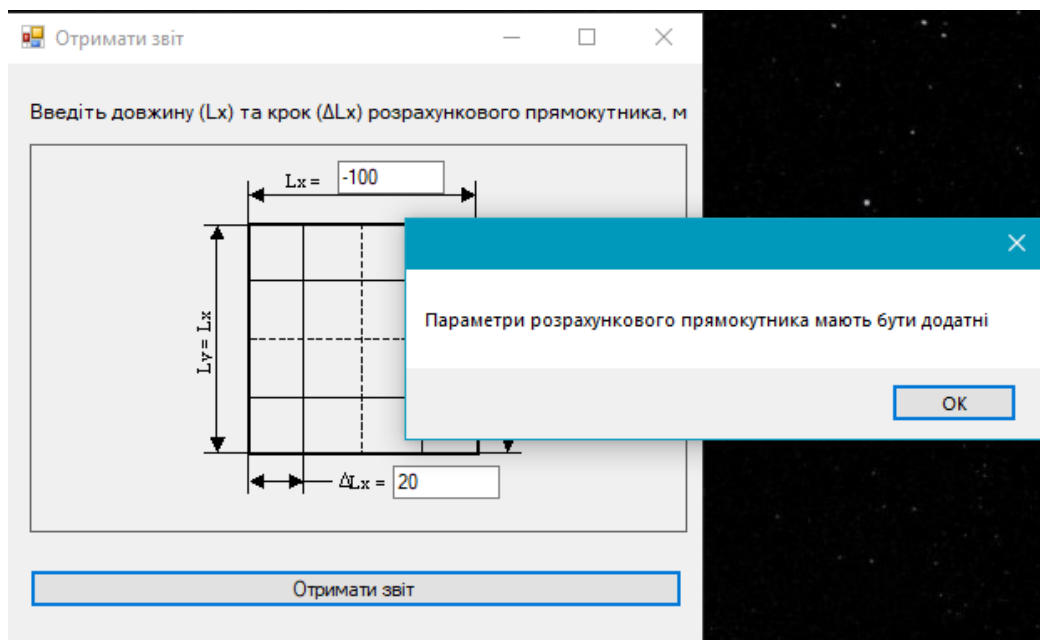 Отримати звіт
Введіть довжину (Lx) та крок (ΔLx) розрахункового прямокутника, м
Lx = -100
Ly = Lx
Параметри розрахункового прямокутника мають бути додатні
OK
ΔLx = 20
Отримати звіт